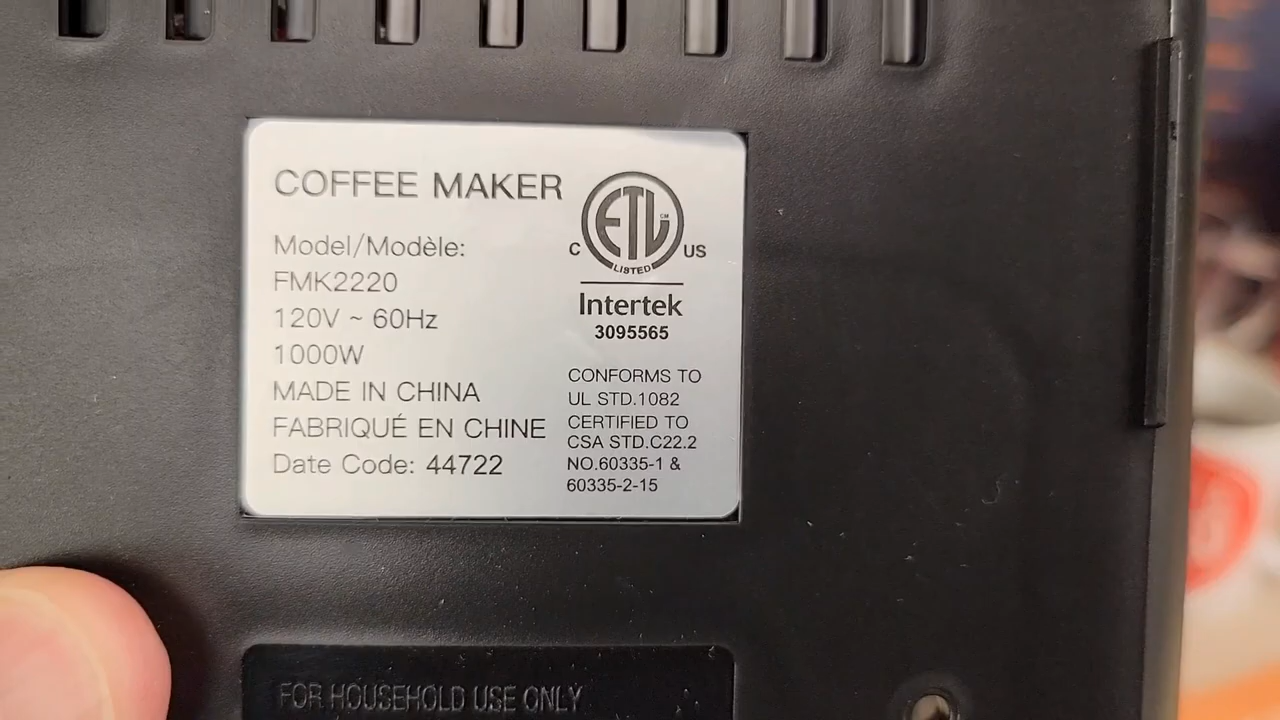 COFFEE MAKER
Model/Modèle:
FMK2220
120V ~ 60Hz
1000W
MADE IN CHINA
FABRIQUÉ EN CHINE
Date Code: 44722
ETL CM
C US
LISTED
Intertek
3095565
CONFORMS TO
UL STD.1082
CERTIFIED TO
CSA STD.C22.2
NO.60335-1 &
60335-2-15
FOR HOUSEHOLD USE ONLY